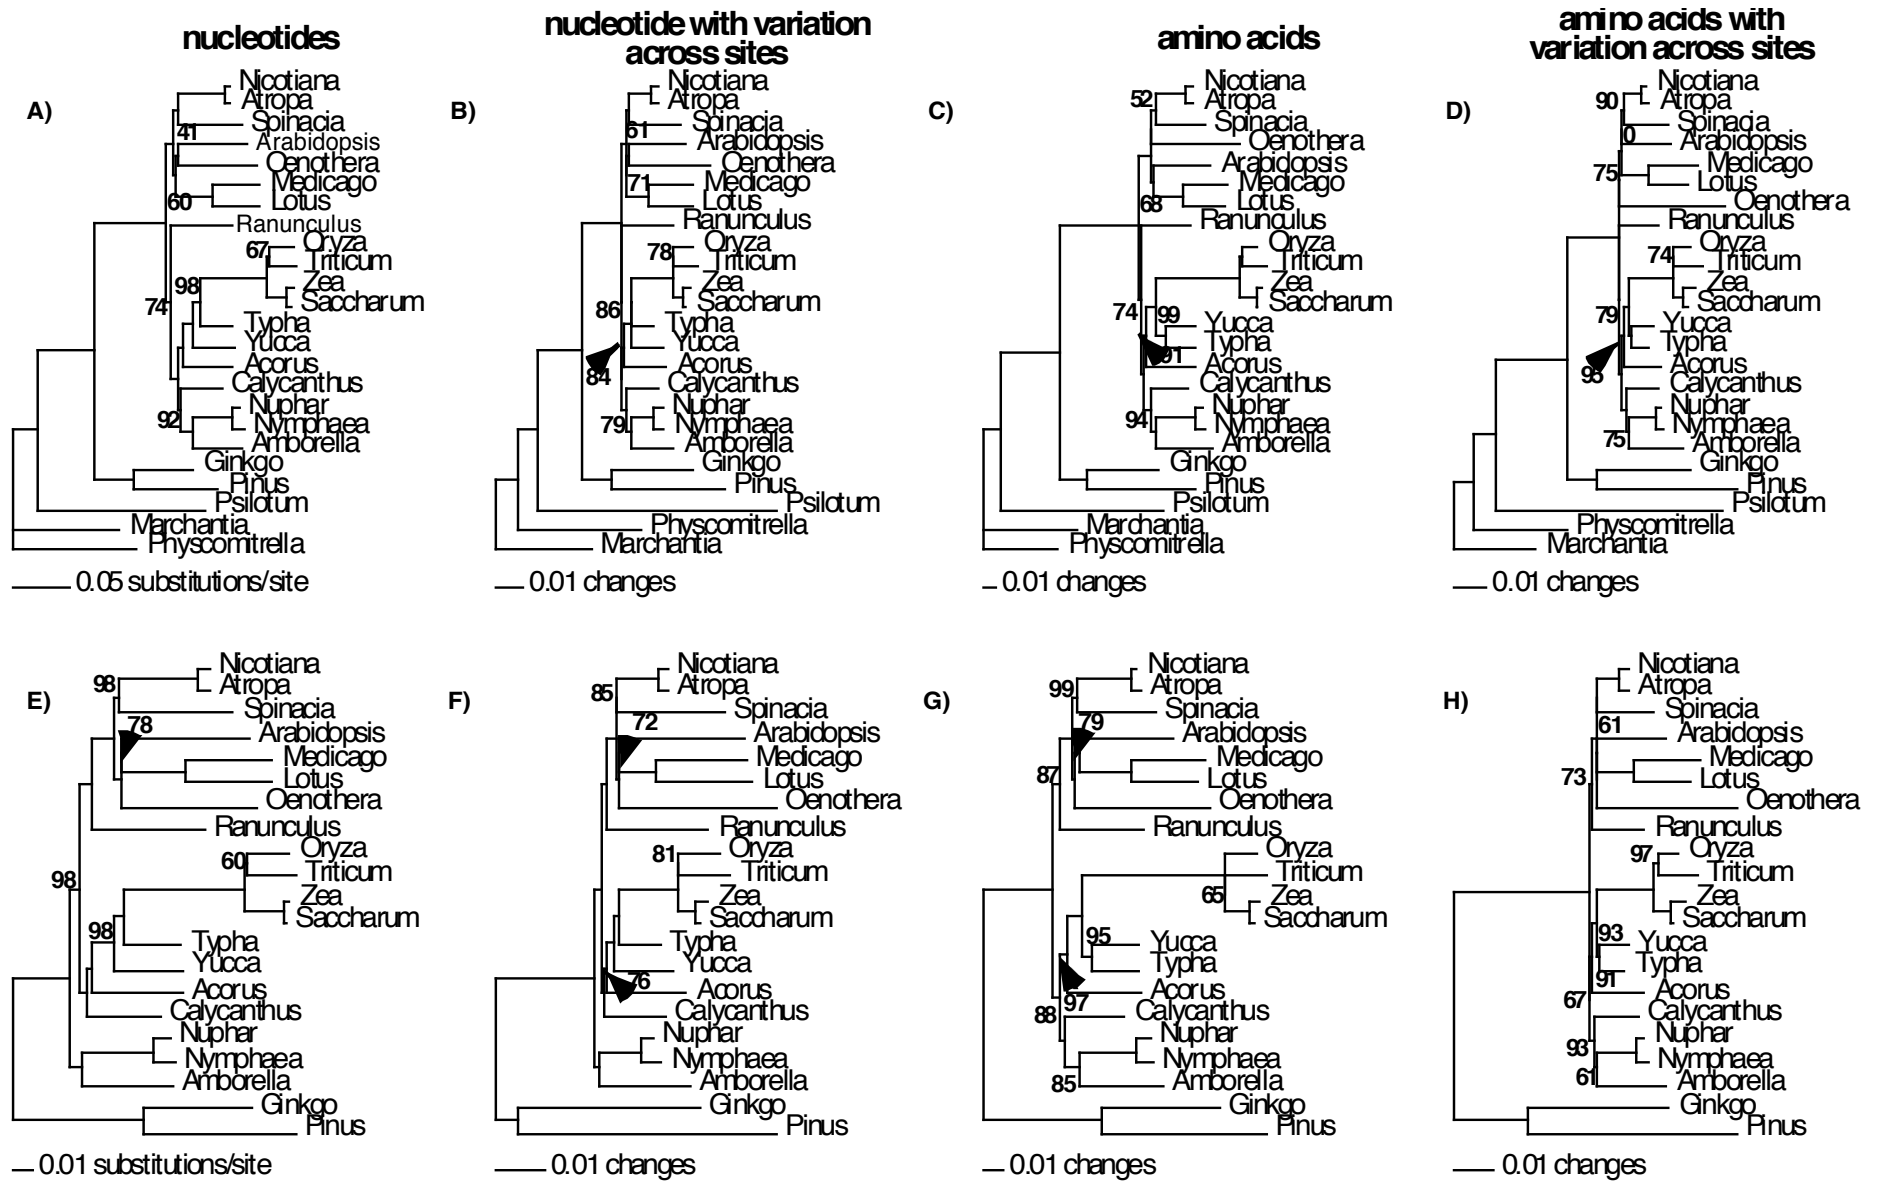 nucleotides
nucleotide with variation
across sites
amino acids
amino acids with
variation across sites
A)
Nicotiana
Atropa
41
Spinacia
Arabidopsis
Oenothera
Medicago
60
Lotus
Ranunculus
67
Oryza
Triticum
98
Zea
74
Saccharum
Typha
Yucca
Acorus
Calycanthus
92
Nuphar
Nymphaea
Amborella
Ginkgo
Pinus
Psilotum
Marchantia
Physcomitrella
0.05 substitutions/site
B)
Nicotiana
Atropa
61
Spinacia
Arabidopsis
Oenothera
71
Medicago
Lotus
Ranunculus
78
Oryza
Triticum
Zea
86
Saccharum
Typha
Yucca
84
Acorus
Calycanthus
79
Nuphar
Nymphaea
Amborella
Ginkgo
Pinus
Psilotum
Physcomitrella
Marchantia
0.01 changes
C)
52
Nicotiana
Atropa
Spinacia
Oenothera
Arabidopsis
Medicago
68
Lotus
Ranunculus
Oryza
Triticum
Zea
74
Saccharum
99
Yucca
91
Typha
Acorus
Calycanthus
94
Nuphar
Nymphaea
Amborella
Ginkgo
Pinus
Psilotum
Marchantia
Physcomitrella
0.01 changes
D)
90
Nicotiana
Atropa
0
Spinacia
Arabidopsis
75
Medicago
Lotus
Oenothera
Ranunculus
74
Oryza
Triticum
Zea
79
Saccharum
Yucca
Typha
95
Acorus
Calycanthus
Nuphar
75
Nymphaea
Amborella
Ginkgo
Pinus
Psilotum
Physcomitrella
Marchantia
0.01 changes
E)
98
Nicotiana
Atropa
Spinacia
78
Arabidopsis
Medicago
Lotus
Oenothera
Ranunculus
60
Oryza
Triticum
98
Zea
Saccharum
98
Typha
Yucca
Acorus
Calycanthus
Nuphar
Nymphaea
Amborella
Ginkgo
Pinus
0.01 substitutions/site
F)
85
Nicotiana
Atropa
Spinacia
72
Arabidopsis
Medicago
Lotus
Oenothera
Ranunculus
81
Oryza
Triticum
Zea
Saccharum
Typha
Yucca
76
Acorus
Calycanthus
Nuphar
Nymphaea
Amborella
Ginkgo
Pinus
0.01 changes
G)
99
Nicotiana
Atropa
Spinacia
79
Arabidopsis
87
Medicago
Lotus
Oenothera
Ranunculus
Oryza
Triticum
65
Zea
Saccharum
95
Yucca
Typha
97
Acorus
88
Calycanthus
Nuphar
Nymphaea
85
Amborella
Ginkgo
Pinus
0.01 changes
H)
Nicotiana
Atropa
Spinacia
61
Arabidopsis
73
Medicago
Lotus
Oenothera
Ranunculus
97
Oryza
Triticum
Zea
Saccharum
93
Yucca
91
Typha
67
Acorus
Calycanthus
93
Nuphar
61
Nymphaea
Amborella
Ginkgo
Pinus
0.01 changes